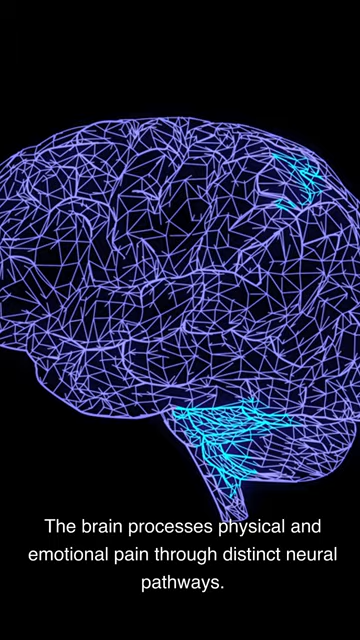 The brain processes physical and
emotional pain through distinct neural
pathways.